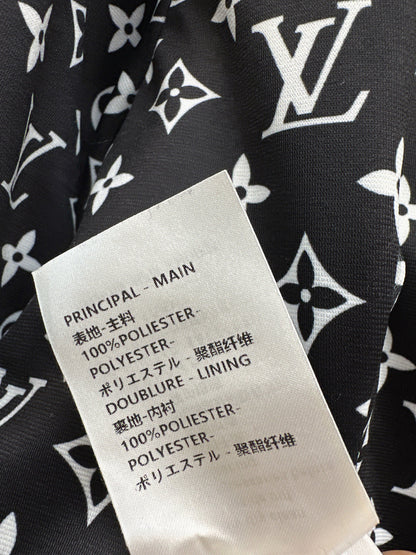 PRINCIPAL - MAIN
表地-主料
100%POLIESTER-
POLYESTER-
ポリエステル - 聚酯纤维
DOUBLURE - LINING
裏地-内衬
100%POLIESTER-
POLYESTER-
ポリエステル - 聚酯纤维
LV